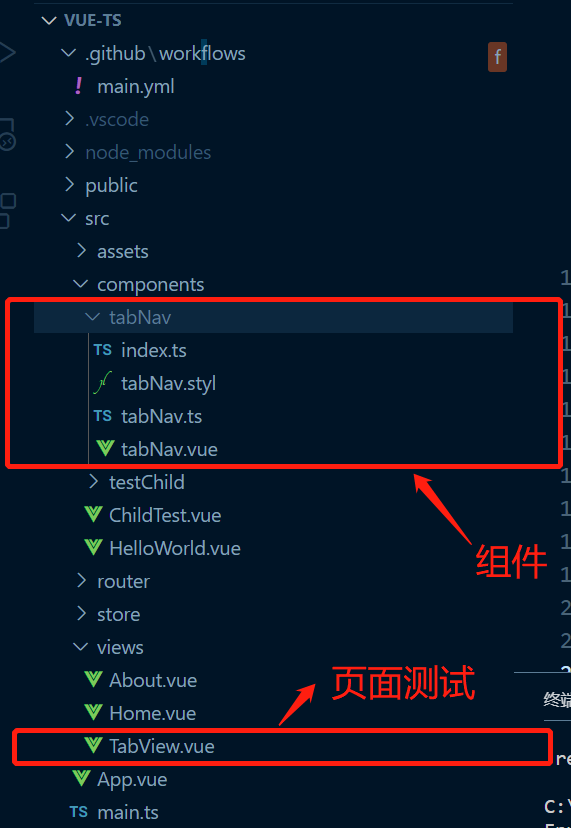 VUE-TS
.github\workflows
f
! main.yml
.vscode
node_modules
public
src
assets
components
tabNav
TS index.ts
tabNav.styl
TS tabNav.ts
tabNav.vue
testChild
ChildTest.vue
HelloWorld.vue
组件
router
store
views
About.vue
页面测试
Home.vue
终端
TabView.vue
App.vue
C:\
TS main.ts